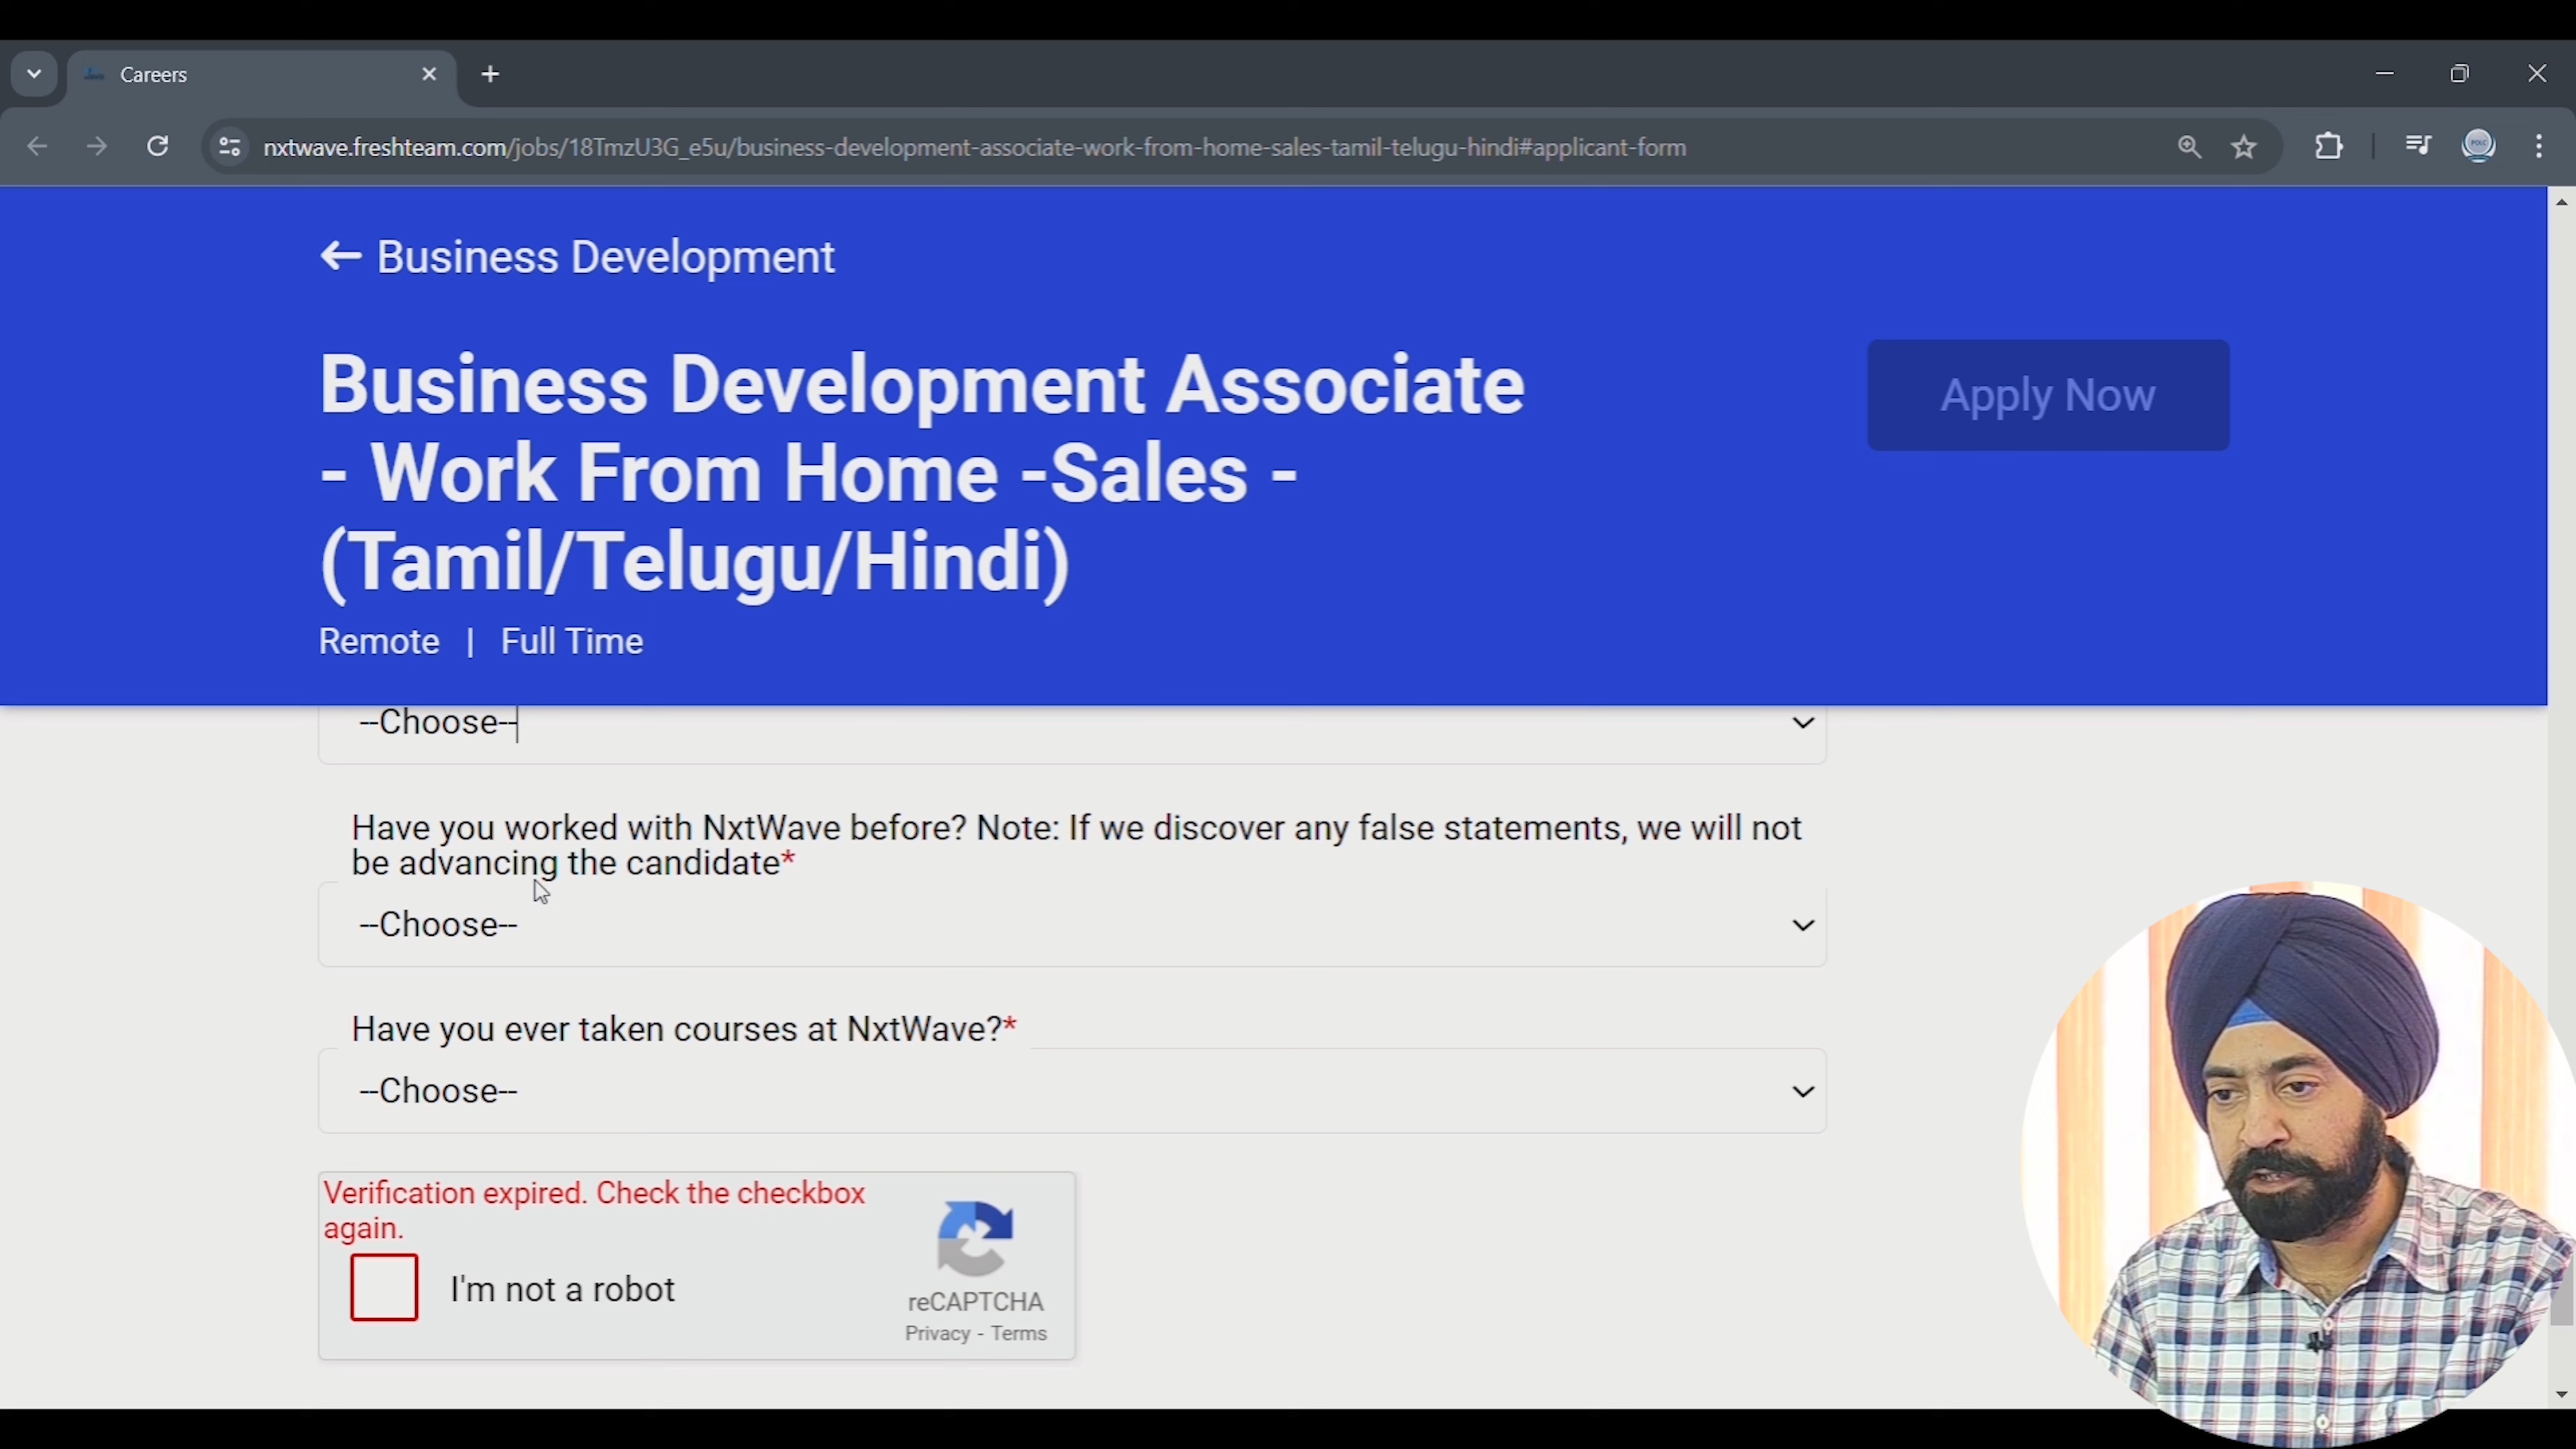 Careers
nxtwave.freshteam.com/jobs/18TmzU3G_e5u/business-development-associate-work-from-home-sales-tamil-telugu-hindi#applicant-form
Business Development
Business Development Associate
- Work From Home -Sales -
(Tamil/Telugu/Hindi)
Apply Now
Remote | Full Time
--Choose--
Have you worked with NxtWave before? Note: If we discover any false statements, we will not
be advancing the candidate*
--Choose--
Have you ever taken courses at NxtWave?*
--Choose--
Verification expired. Check the checkbox
again.
I'm not a robot
reCAPTCHA
Privacy - Terms